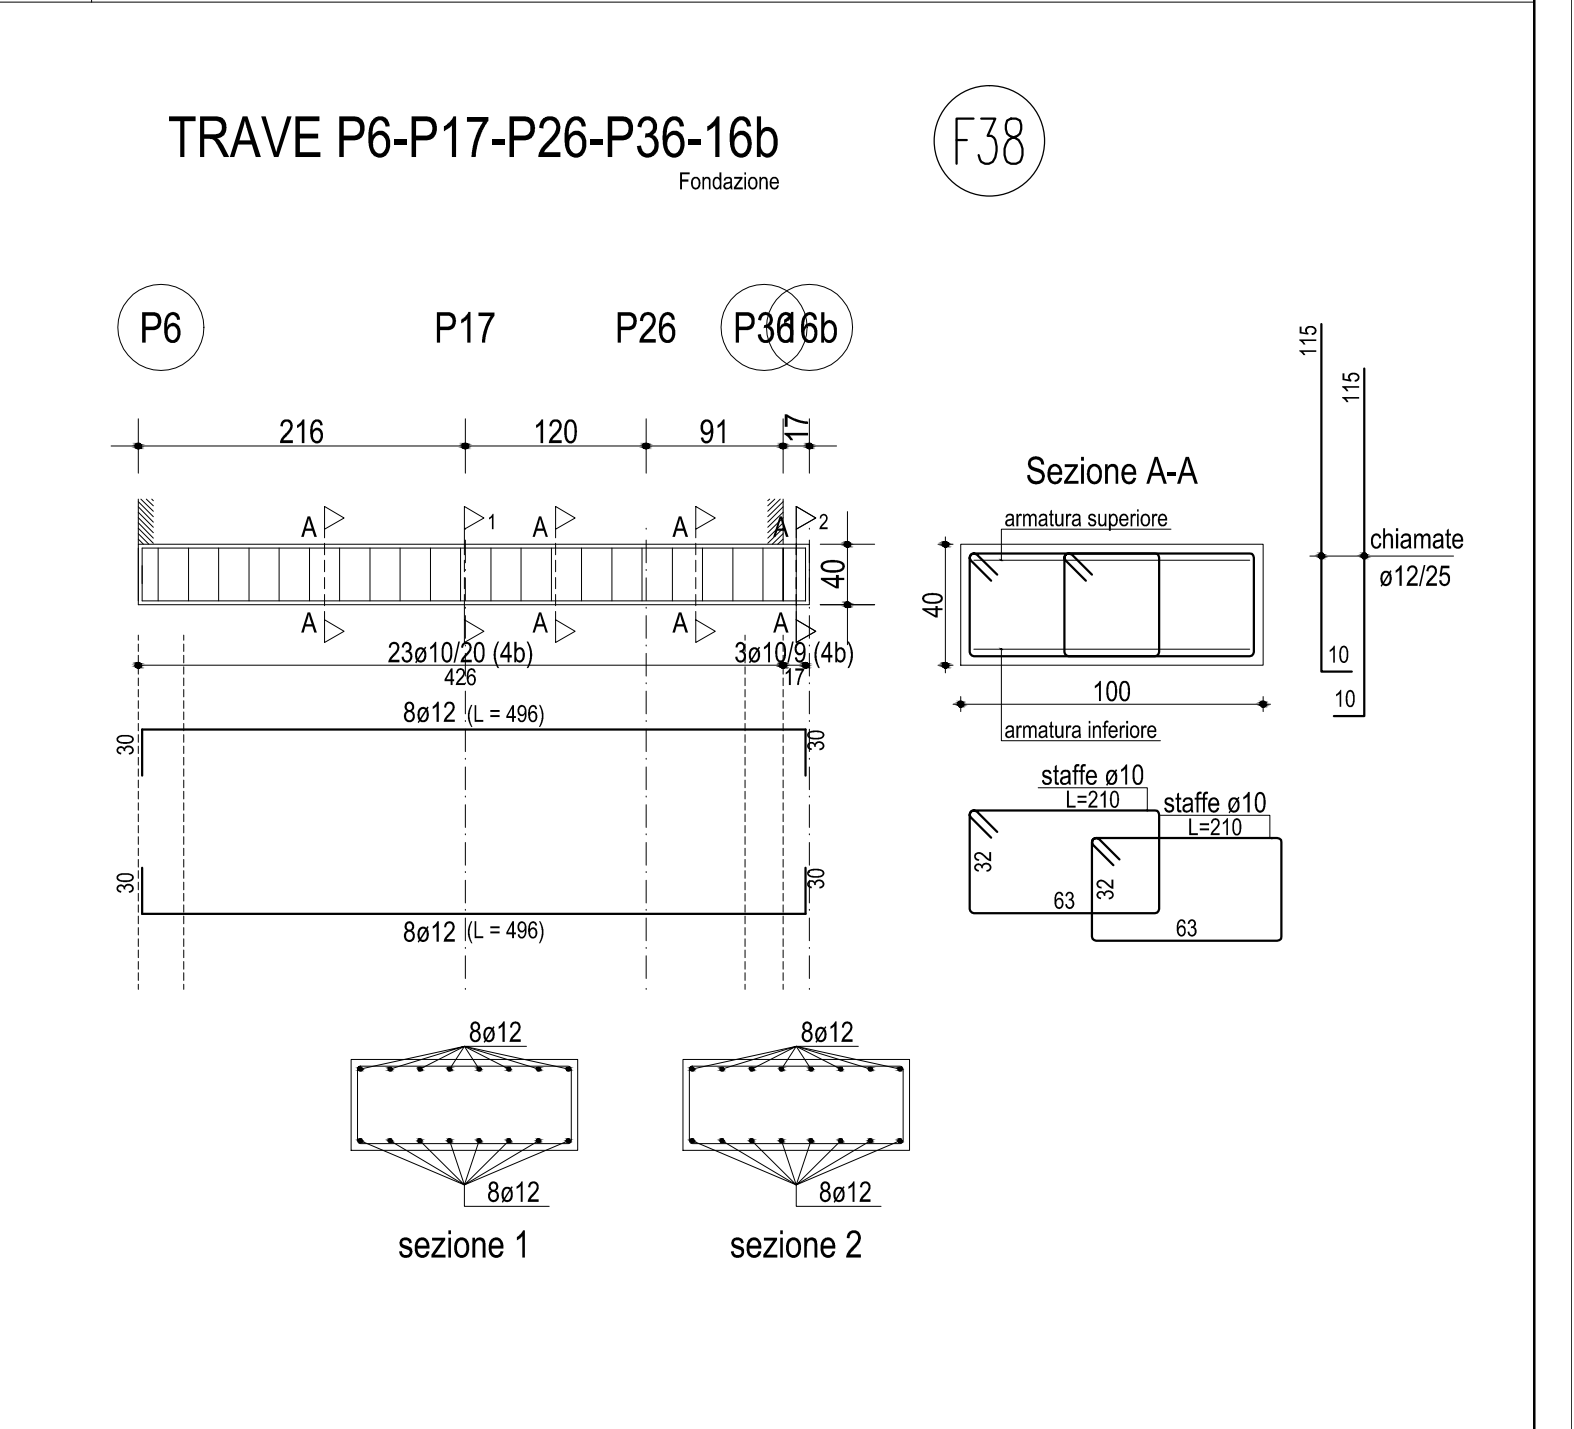 TRAVE P6-P17-P26-P36-16b
Fondazione
F38
P6
P17
P26
P36
16b
216
120
91
17
A
1
A
A
A
2
40
A
A
A
A
23ø10/20 (4b)
3ø10/9 (4b)
426
17
8ø12 (L = 496)
30
30
30
30
8ø12 (L = 496)
Sezione A-A
armatura superiore
40
100
armatura inferiore
115
115
chiamate
ø12/25
10
10
staffe ø10
L=210
staffe ø10
L=210
32
32
63
63
8ø12
8ø12
8ø12
8ø12
sezione 1
sezione 2